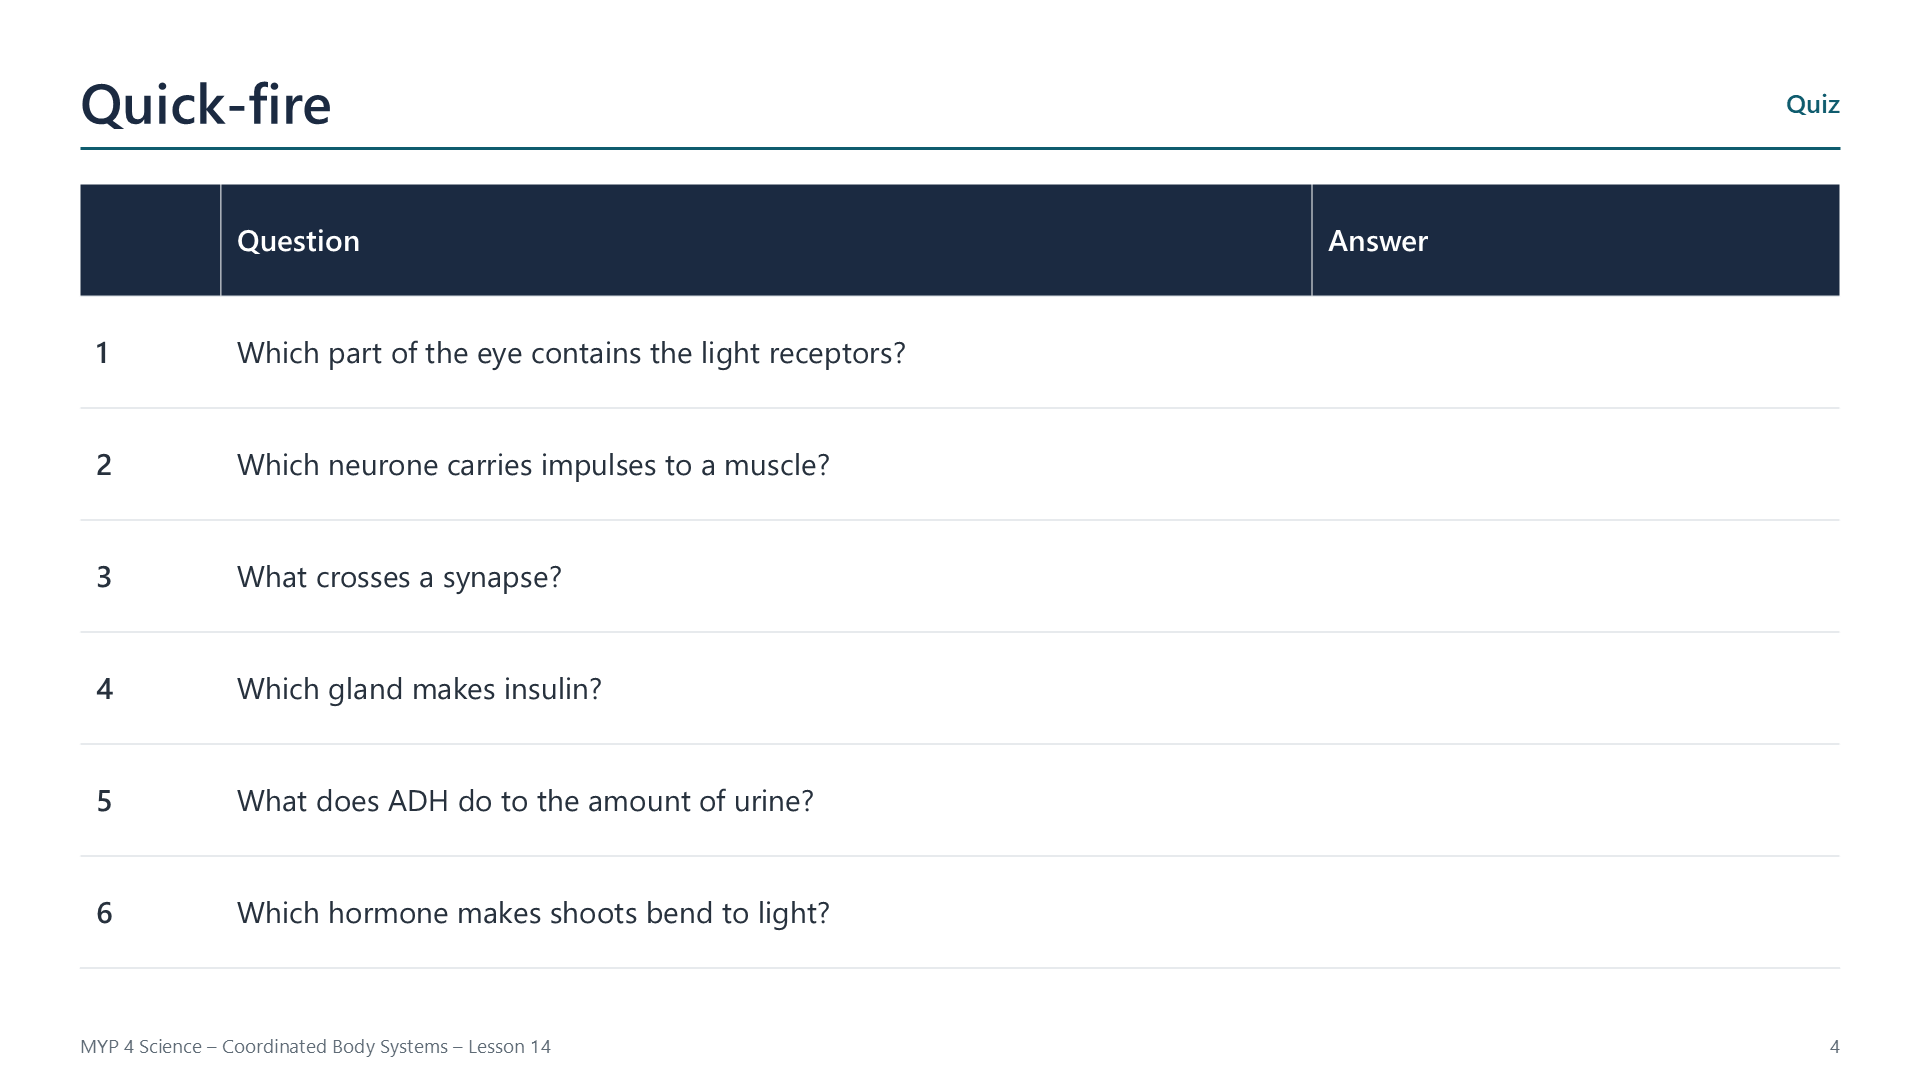 Quick-fire
Quiz
Question
Answer
1 Which part of the eye contains the light receptors?
2 Which neurone carries impulses to a muscle?
3 What crosses a synapse?
4 Which gland makes insulin?
5 What does ADH do to the amount of urine?
6 Which hormone makes shoots bend to light?
MYP 4 Science – Coordinated Body Systems – Lesson 14
4